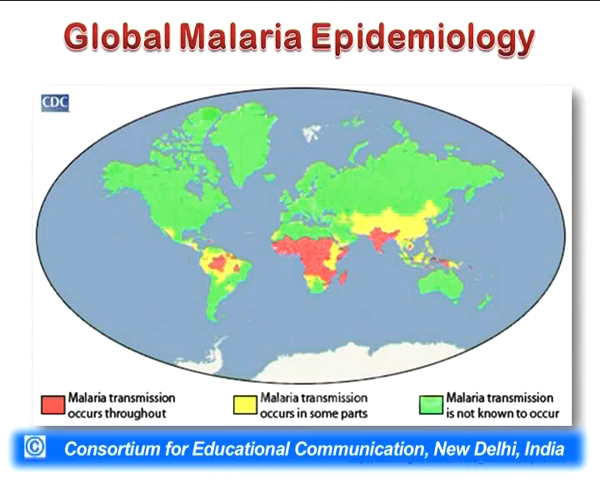 Global Malaria Epidemiology
CDC
Malaria transmission
occurs throughout
Malaria transmission
occurs in some parts
Malaria transmission
is not known to occur
© Consortium for Educational Communication, New Delhi, India